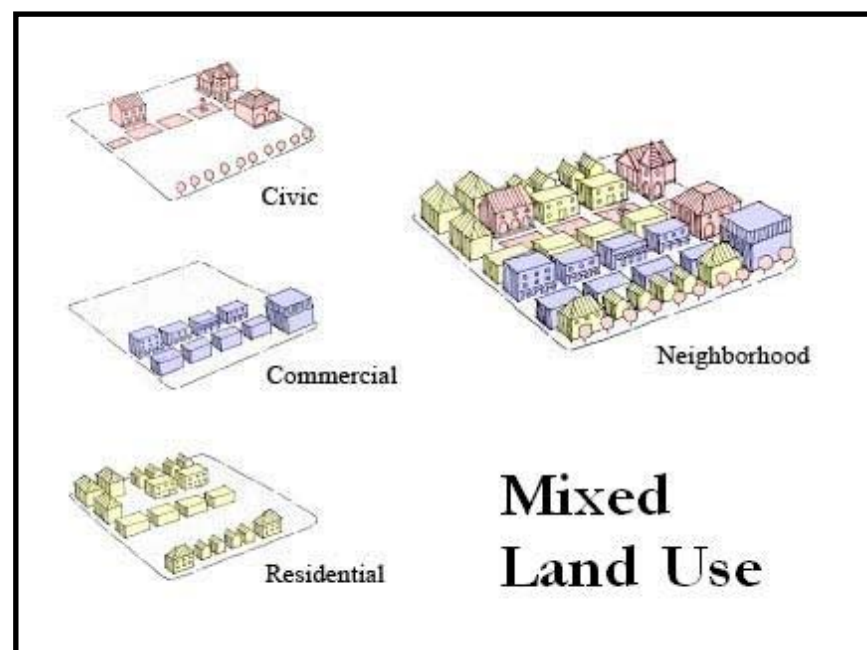 Civic
Commercial
Residential
Neighborhood
Mixed
Land Use